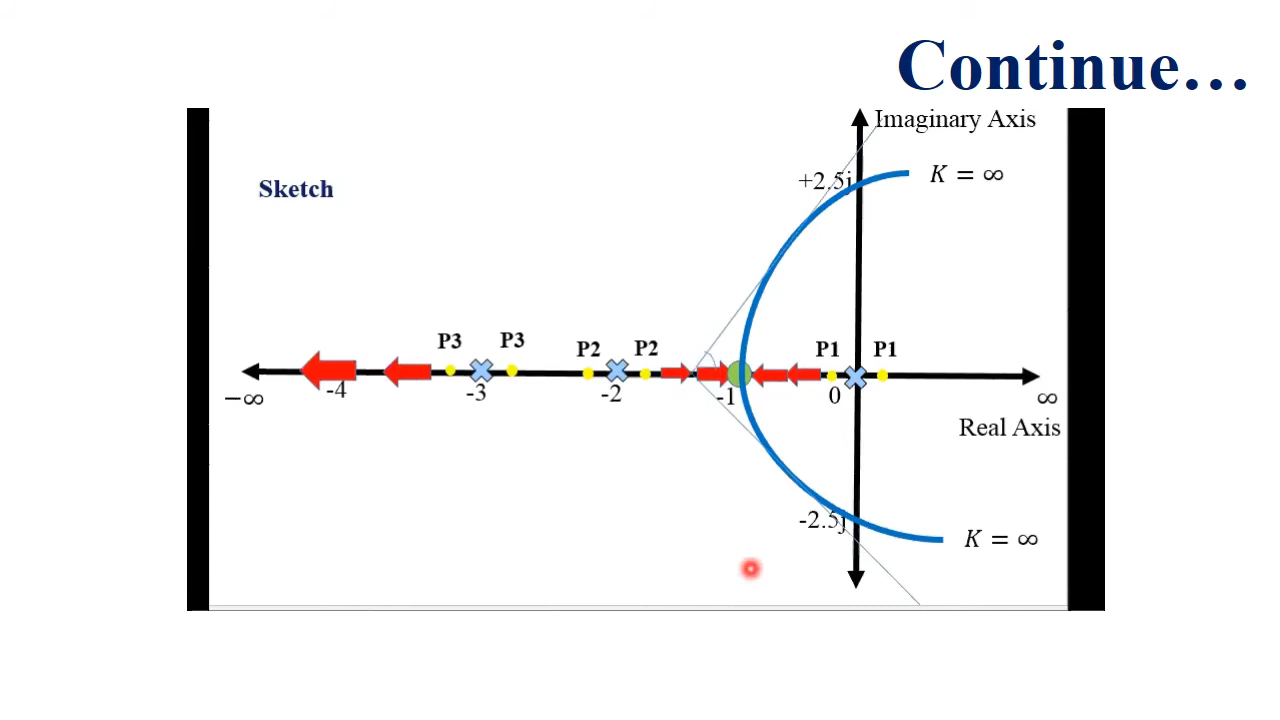 Continue…
Imaginary Axis
+2.5j
K = ∞
Sketch
P3 P3 P2 P2 P1 P1
-4 -3 -2 -1 0
−∞ ∞
Real Axis
-2.5j
K = ∞